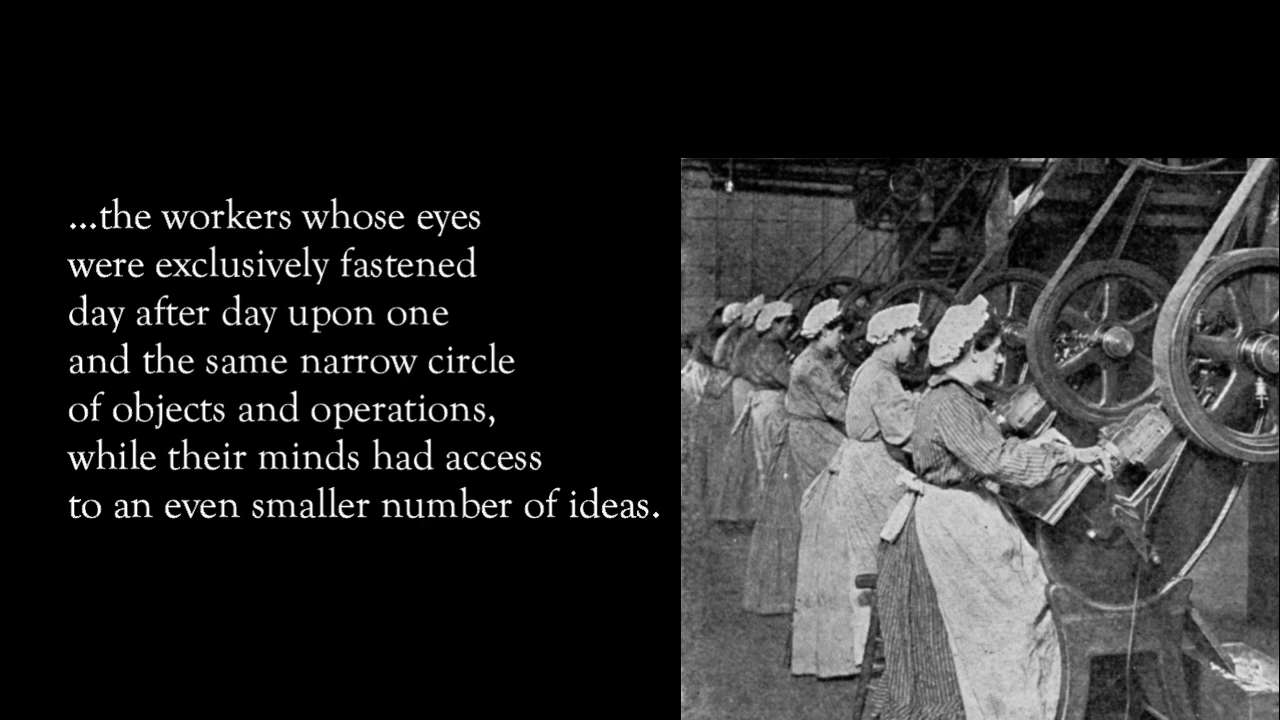 ...the workers whose eyes
were exclusively fastened
day after day upon one
and the same narrow circle
of objects and operations,
while their minds had access
to an even smaller number of ideas.